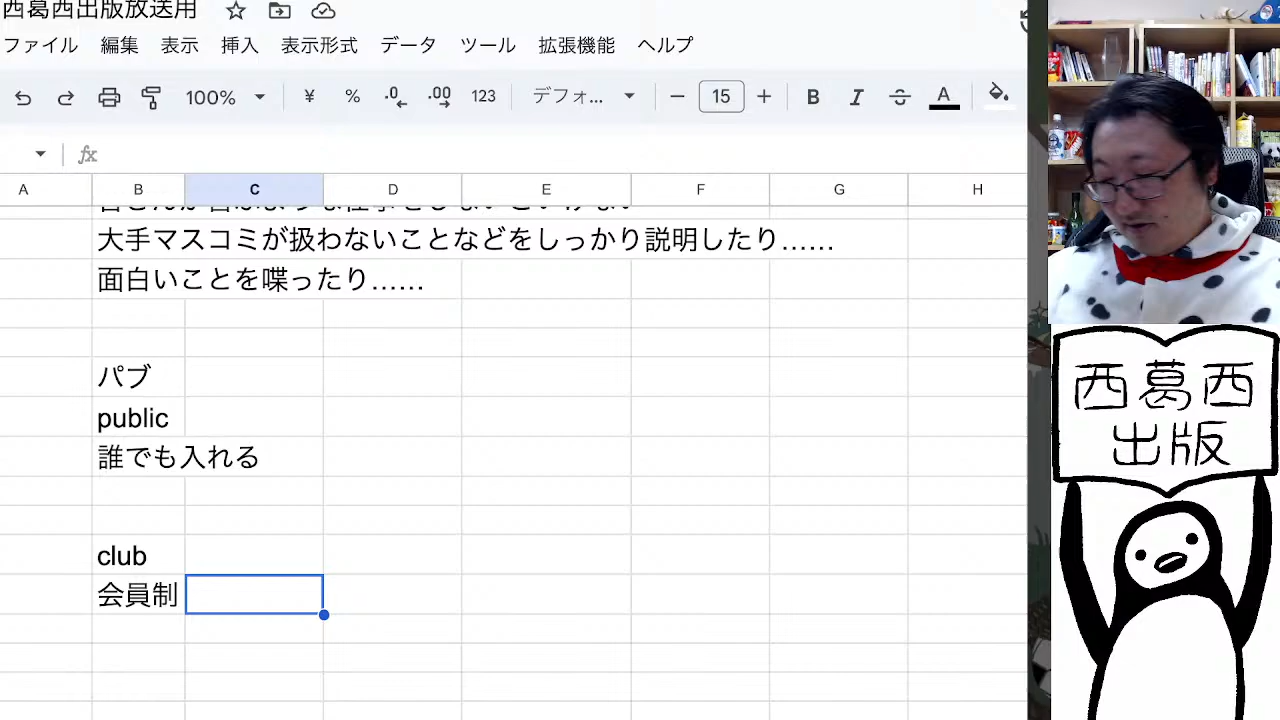 西葛西出版放送用
ファイル 編集 表示 挿入 表示形式 データ ツール 拡張機能 ヘルプ
100% ¥ % .0 .00 123 デフォ... 15 B I S A
fx
A B C D E F G H
大手マスコミが扱わないことなどをしっかり説明したり……
面白いことを喋ったり……
パブ
public
誰でも入れる
club
会員制
西葛西
出版